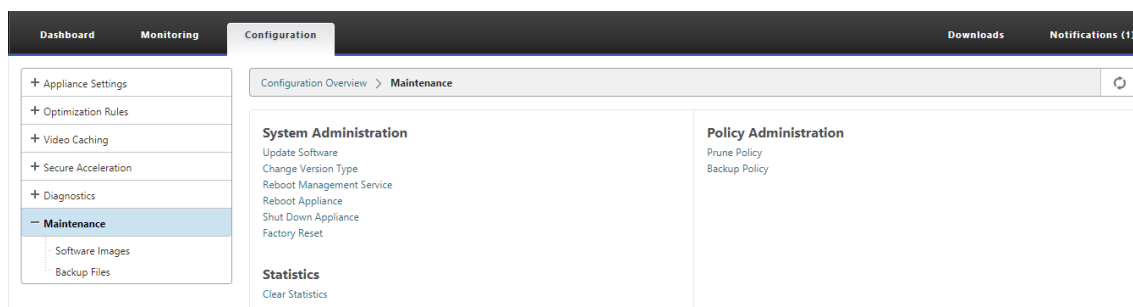 Dashboard Monitoring Configuration Downloads Notifications (1)
+ Appliance Settings
+ Optimization Rules
+ Video Caching
+ Secure Acceleration
+ Diagnostics
− Maintenance
Software Images
Backup Files
Configuration Overview > Maintenance
System Administration
Update Software
Change Version Type
Reboot Management Service
Reboot Appliance
Shut Down Appliance
Factory Reset
Statistics
Clear Statistics
Policy Administration
Prune Policy
Backup Policy